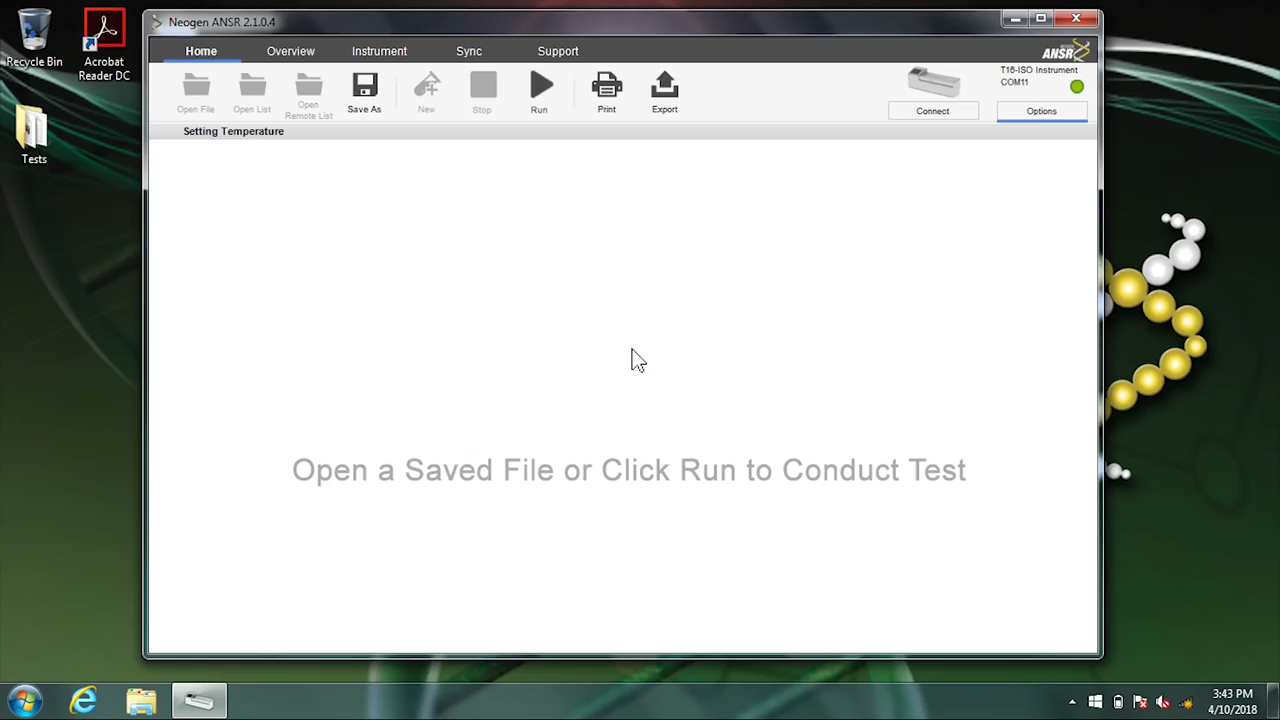 Neogen ANSR 2.1.0.4
Home Overview Instrument Sync Support
ANSR
Open File
Open List
Open
Remote List
Save As
New
Stop
Run
Print
Export
T16-ISO Instrument
COM11
Connect
Options
Setting Temperature
Open a Saved File or Click Run to Conduct Test
Recycle Bin
Acrobat
Reader DC
Tests
3:43 PM
4/10/2018